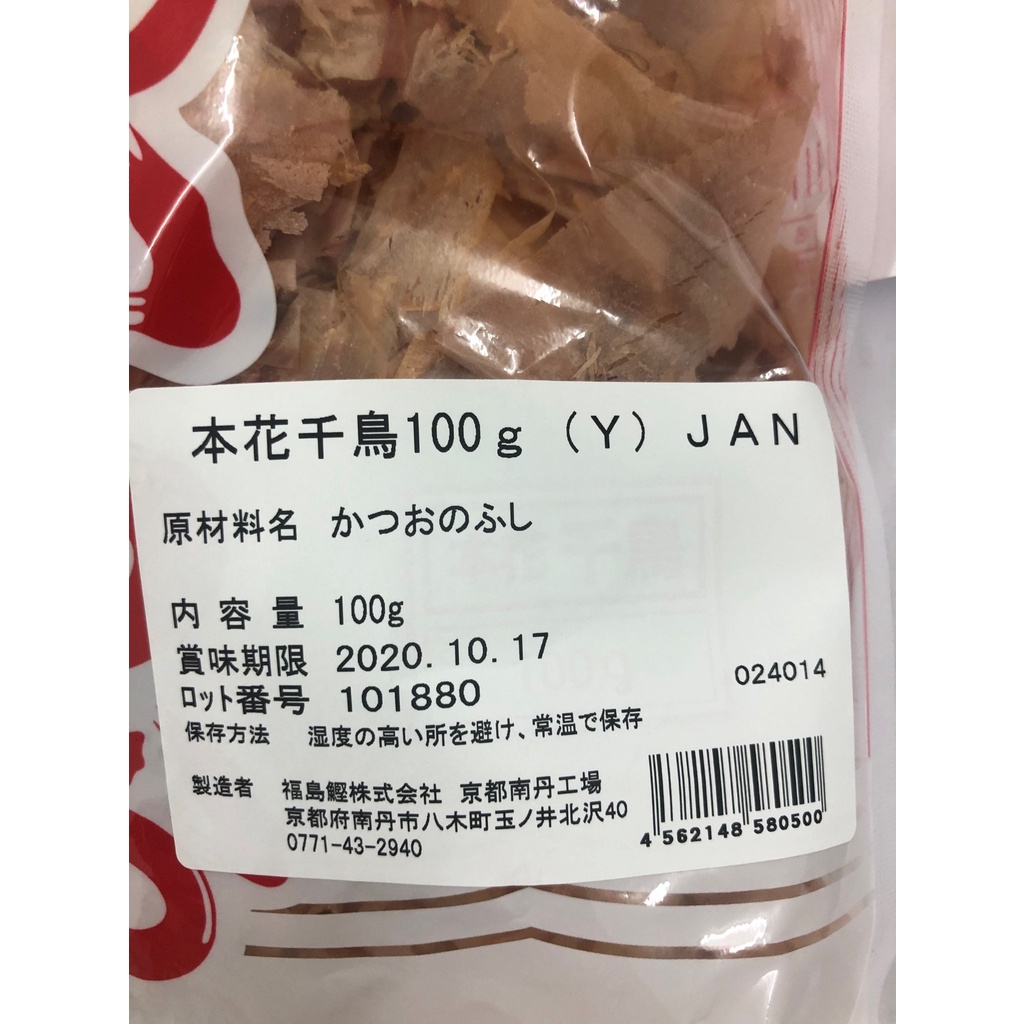 本花千鳥100g (Y) JAN
原材料名 かつおのふし
内容量 100g
賞味期限 2020.10.17
ロット番号 101880
024014
保存方法 湿度の高い所を避け、常温で保存
製造者 福島鰹株式会社 京都南丹工場
京都府南丹市八木町玉ノ井北沢40
0771-43-2940
4 562148 580500